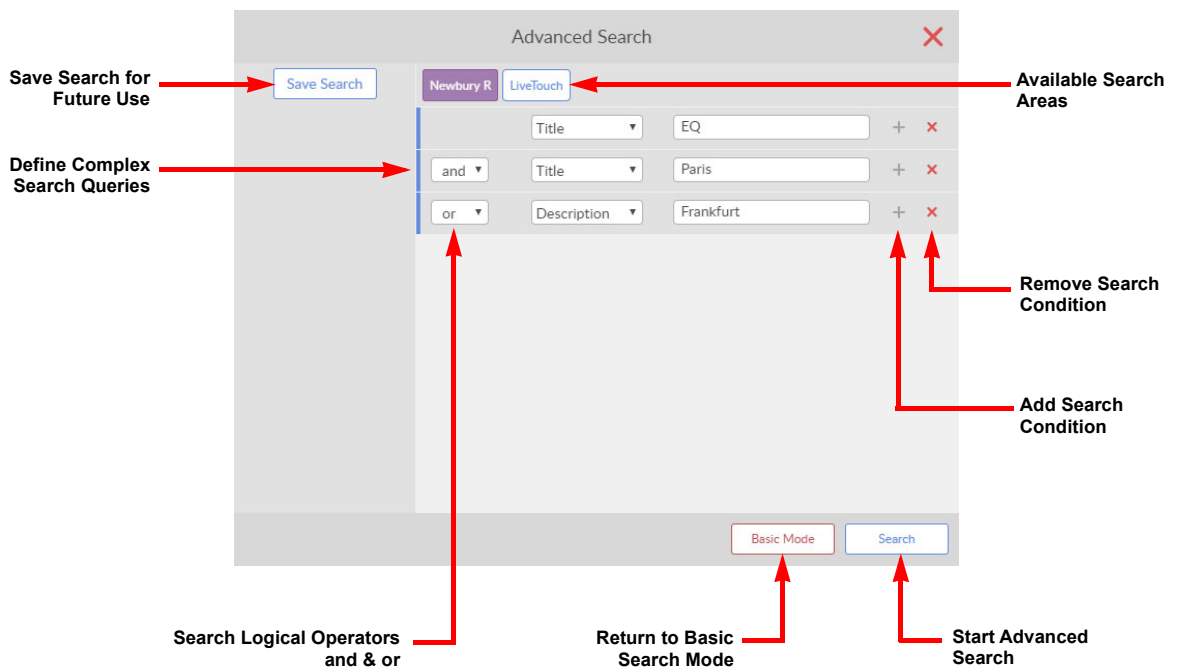 Advanced Search
Save Search for
Future Use
Save Search
Newbury R
LiveTouch
Available Search
Areas
Title
EQ
Define Complex
Search Queries
and
Title
Paris
or
Description
Frankfurt
Remove Search
Condition
Add Search
Condition
Basic Mode
Search
Search Logical Operators
and & or
Return to Basic
Search Mode
Start Advanced
Search